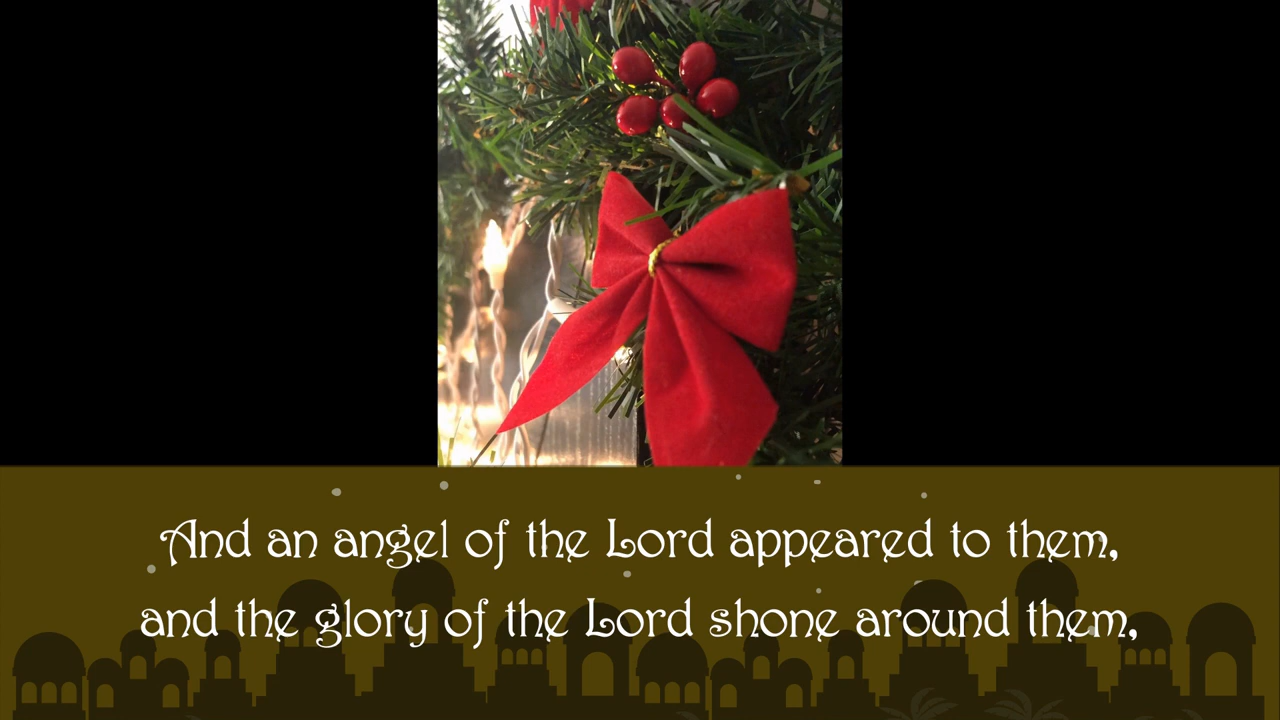 And an angel of the Lord appeared to them,
and the glory of the Lord shone around them,